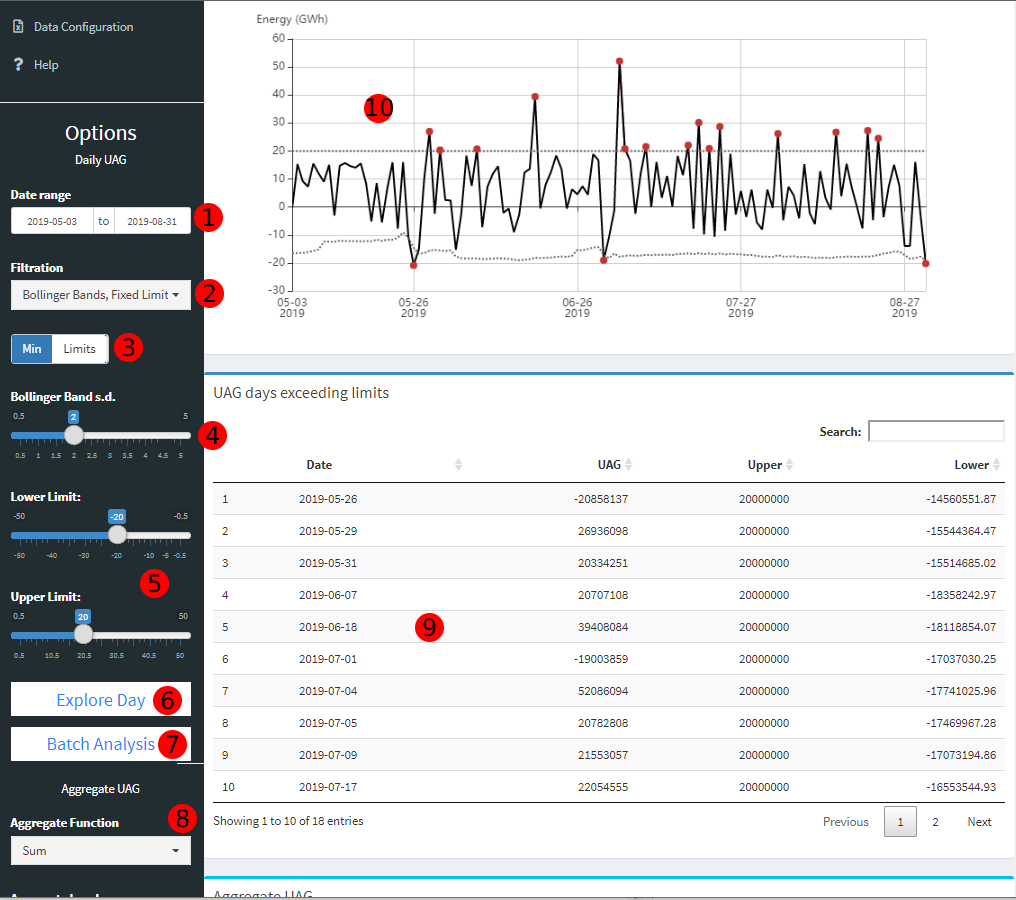 Data Configuration
Help
Options
Daily UAG
Date range
2019-05-03 to 2019-08-31 1
Filtration
Bollinger Bands, Fixed Limit 2
Min Limits 3
Bollinger Band s.d.
0.5 2 5
4
0.5 1 1.5 2 2.5 3 3.5 4 4.5 5
Lower Limit:
-50 -20 -0.5
-50 -40 -30 -20 -10 -5 -0.5
5
Upper Limit:
0.5 20 50
0.5 10.5 20.5 30.5 40.5 50
Explore Day 6
Batch Analysis 7
Aggregate UAG
Aggregate Function 8
Sum
Energy (GWh)
60
50
40
30
20
10
0
-10
-20
-30
10
05-03 05-26 06-26 07-27 08-27
2019 2019 2019 2019 2019
UAG days exceeding limits
Search:
Date UAG Upper Lower
1 2019-05-26 -20858137 20000000 -14560551.87
2 2019-05-29 26936098 20000000 -15544364.47
3 2019-05-31 20334251 20000000 -15514685.02
4 2019-06-07 20707108 20000000 -18358242.97
5 2019-06-18 9 39408084 20000000 -18118854.07
6 2019-07-01 -19003859 20000000 -17037030.25
7 2019-07-04 52086094 20000000 -17741025.96
8 2019-07-05 20782808 20000000 -17469967.28
9 2019-07-09 21553057 20000000 -17073194.86
10 2019-07-17 22054555 20000000 -16553544.93
Showing 1 to 10 of 18 entries
Previous 1 2 Next
Aggregate UAG